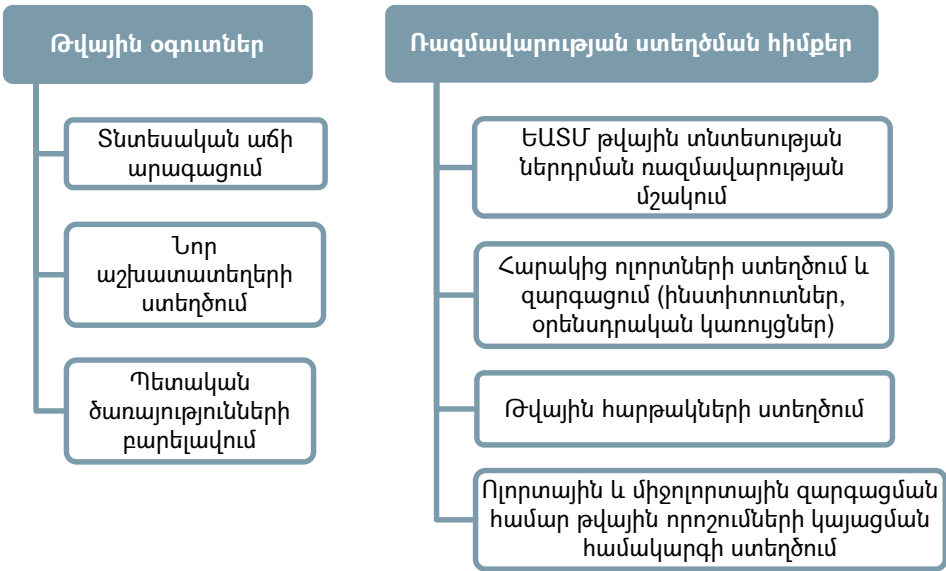 Թվային օգուտներ
Տնտեսական աճի
արագացում
Նոր
աշխատատեղերի
ստեղծում
Պետական
ծառայությունների
բարելավում
Ռազմավարության ստեղծման հիմքեր
ԵԱՏՄ թվային տնտեսության
ներդրման ռազմավարության
մշակում
Հարակից ոլորտների ստեղծում և
զարգացում (ինստիտուտներ,
օրենսդրական կառույցներ)
Թվային հարթակների ստեղծում
Ոլորտային և միջոլորտային զարգացման
համար թվային որոշումների կայացման
համակարգի ստեղծում